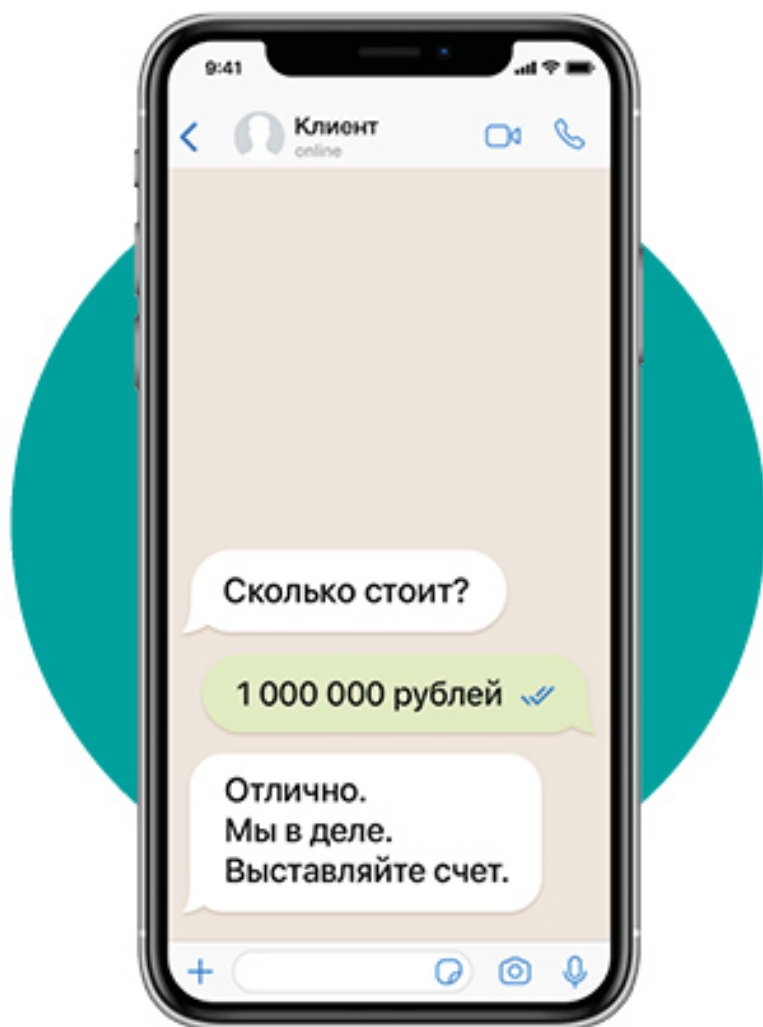 9:41
Клиент
online
Сколько стоит?
1 000 000 рублей
Отлично.
Мы в деле.
Выставляйте счет.